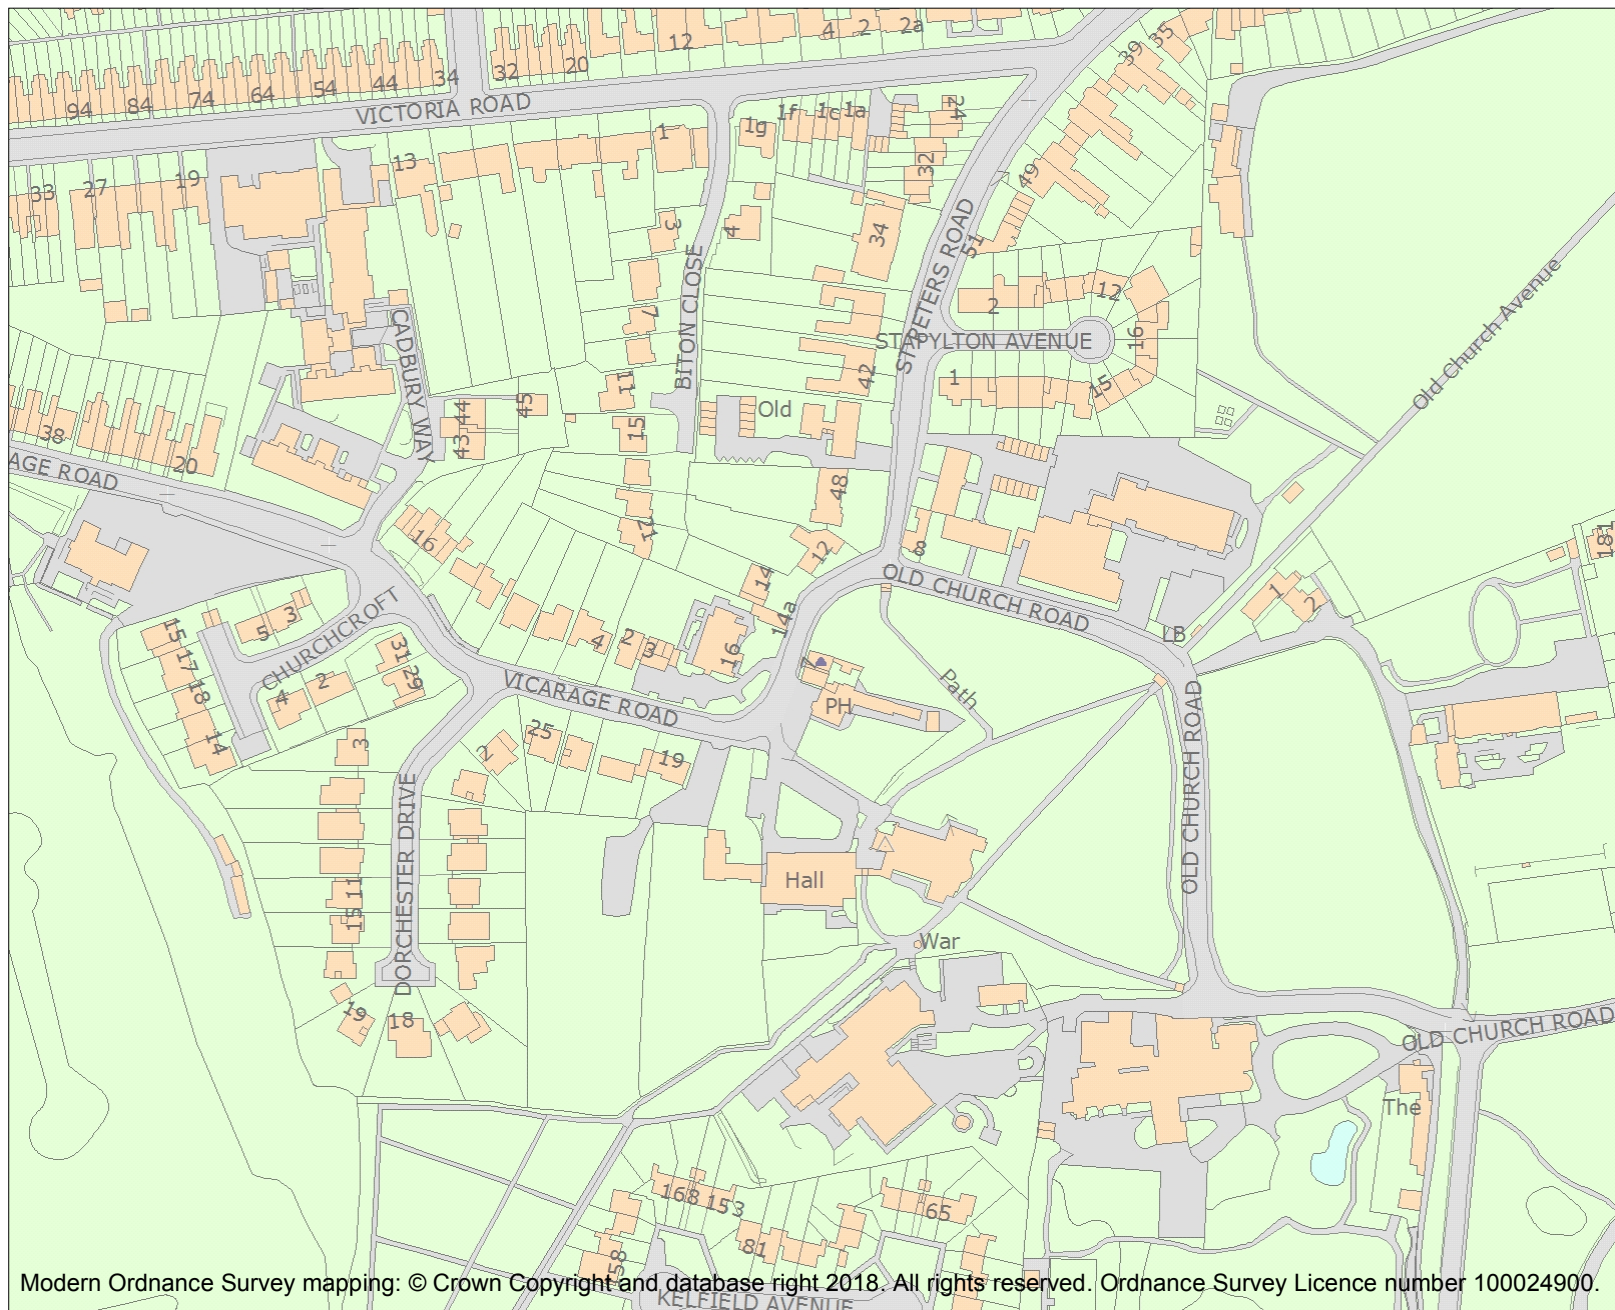 12
4
2
2a
39
35
94
84
74
64
54
44
34
32
20
VICTORIA ROAD
1
1g
1f
1c
1a
24
13
32
33
27
19
49
3
4
34
ST PETERS ROAD
51
BITON CLOSE
2
12
Old Church Avenue
7
CADBURY WAY
STAPYLTON AVENUE
16
11
42
1
15
38
44
45
Old
43
15
20
AGE ROAD
48
16
21
12
8
181
14
OLD CHURCH ROAD
1
2
CHURCHCROFT
14a
3
5
15
4
2
3
16
LB
17
31
29
7
18
4
2
VICARAGE ROAD
Path
PH
14
3
2
25
19
OLD CHURCH ROAD
DORCHESTER DRIVE
Hall
11
15
War
19
18
OLD CHURCH ROAD
The
168
153
65
81
158
KELFIELD AVENUE
Modern Ordnance Survey mapping: © Crown Copyright and database right 2018. All rights reserved. Ordnance Survey Licence number 100024900.